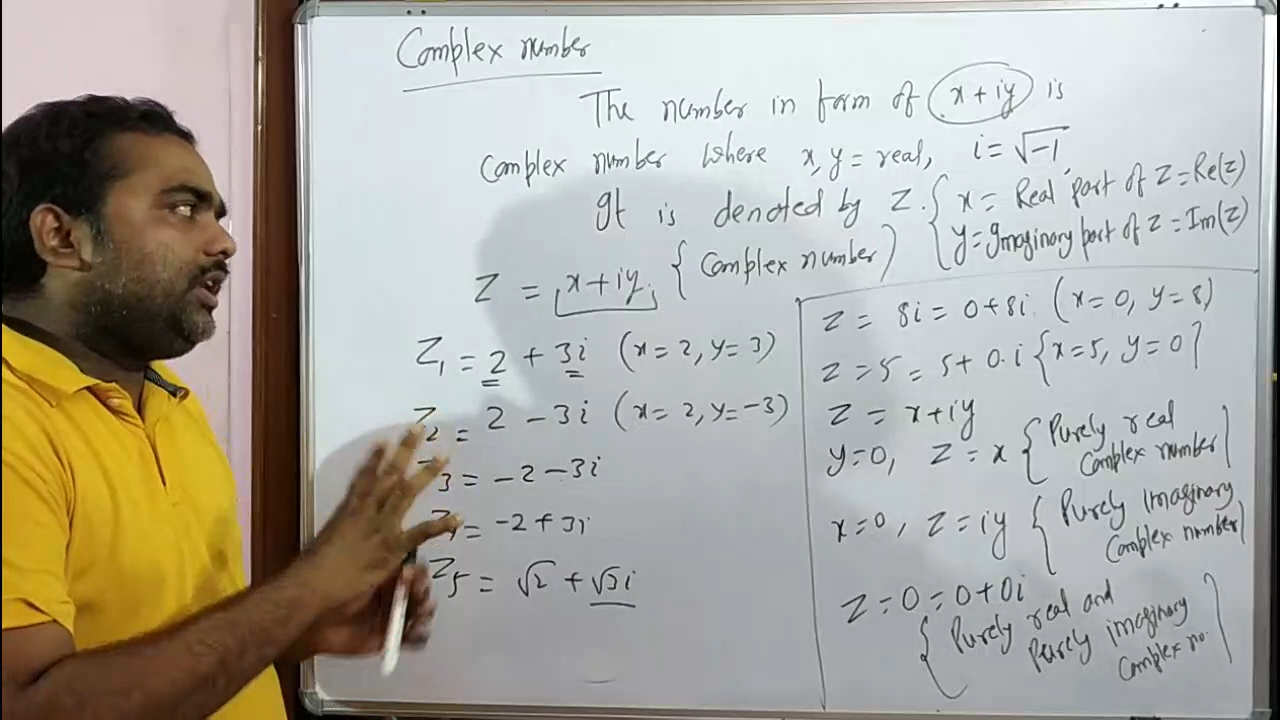 Complex number
The number in form of x+iy is
Complex number where x, y = real, i = √-1
It is denoted by Z. { x = Real part of Z = Re(z)
y = Imaginary part of Z = Im(Z)
Z = x+iy { Complex number }
Z₁ = 2 + 3i (x = 2, y = 3)
Z₂ = 2 - 3i (x = 2, y = -3)
3 = -2 - 3i
= -2 + 3i
Z₅ = √2 + √3i
Z = 8i = 0+8i (x=0, y=8)
Z = 5 = 5+0.i { x=5, y=0 }
Z = x+iy
y=0, Z = x { Purely real
Complex number }
x=0, Z = iy { Purely imaginary
Complex number }
Z = 0 = 0+0i
{ Purely real and
Purely imaginary
Complex no. }